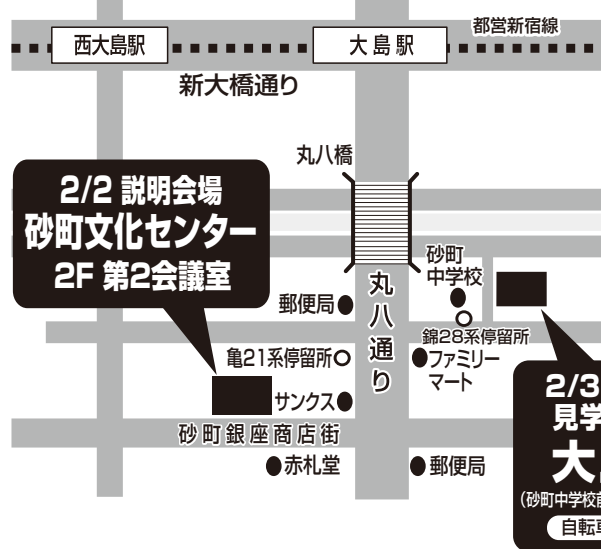 都営新宿線
西大島駅
大島駅
新大橋通り
丸八橋
2/2 説明会場
砂町文化センター
2F 第2会議室
砂町
中学校
丸八通り
郵便局
錦28系停留所
亀21系停留所
ファミリー
マート
サンクス
砂町銀座商店街
赤札堂
郵便局
2/3
見学
大
(砂町中学校前
自転車